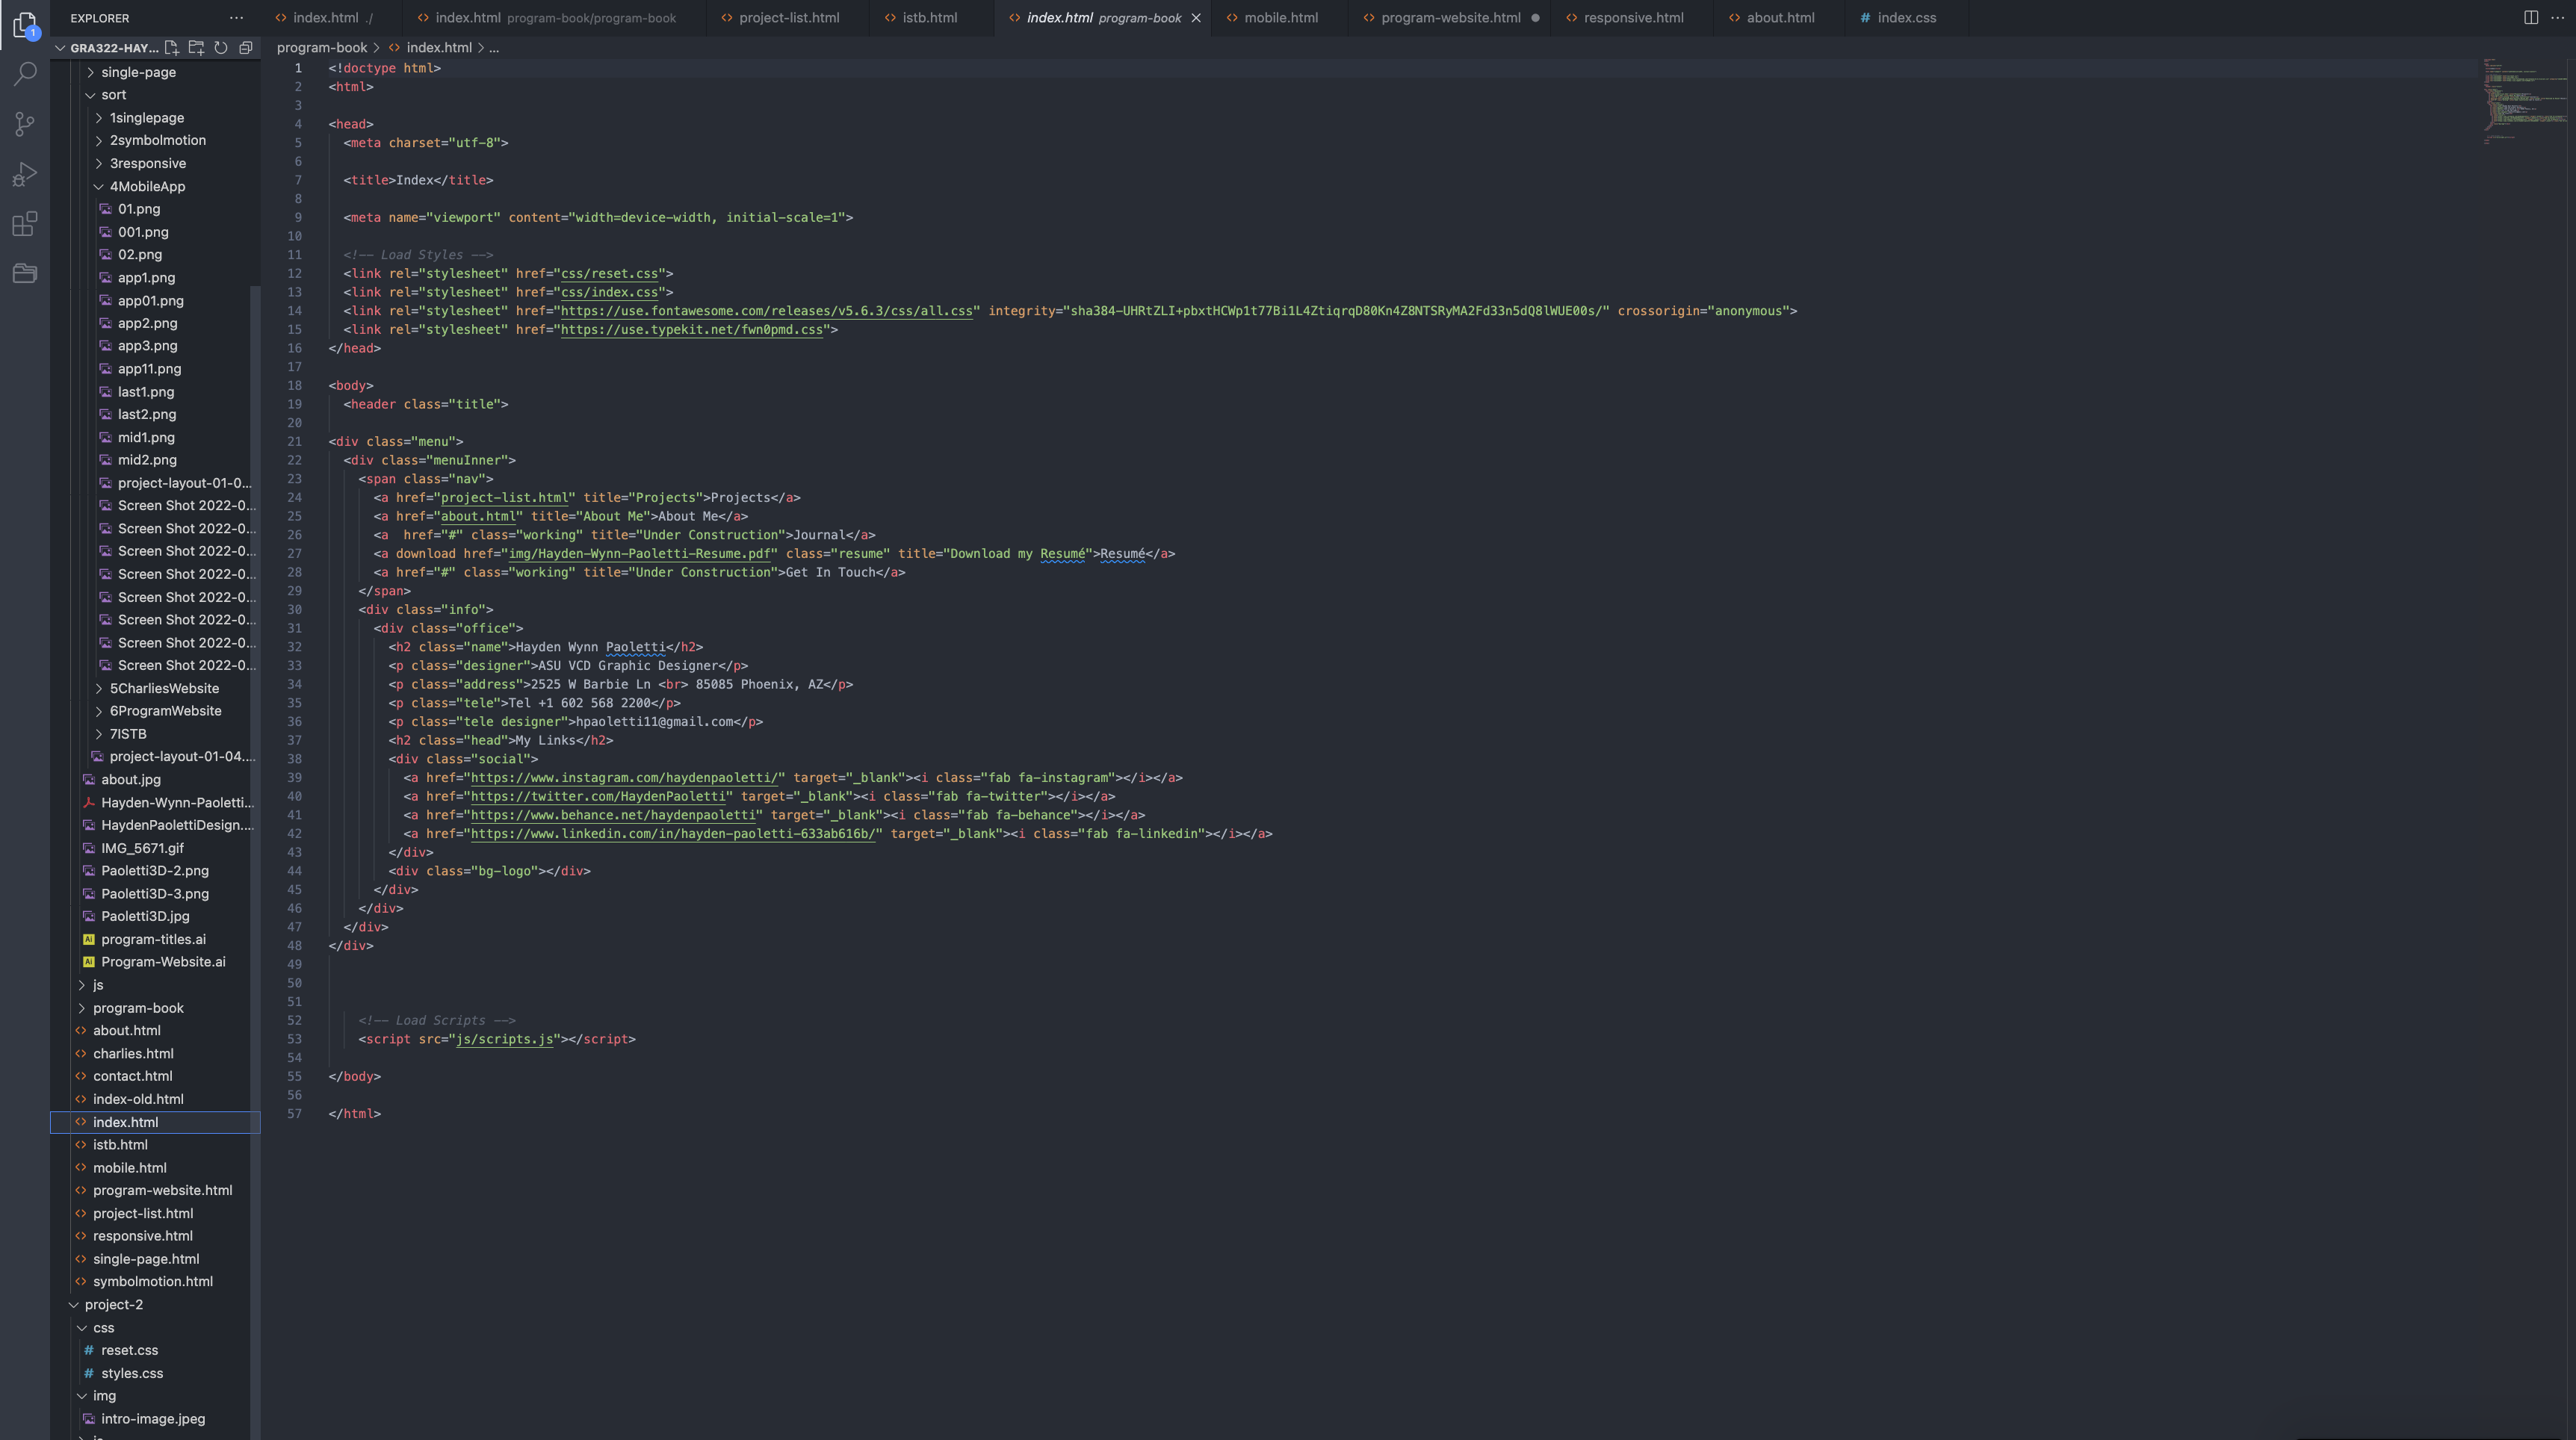 EXPLORER
GRA322-HAY...
single-page
sort
1singlepage
2symbolmotion
3responsive
4MobileApp
01.png
001.png
02.png
app1.png
app01.png
app2.png
app3.png
app11.png
last1.png
last2.png
mid1.png
mid2.png
project-layout-01-0...
Screen Shot 2022-0...
Screen Shot 2022-0...
Screen Shot 2022-0...
Screen Shot 2022-0...
Screen Shot 2022-0...
Screen Shot 2022-0...
Screen Shot 2022-0...
Screen Shot 2022-0...
5CharliesWebsite
6ProgramWebsite
7ISTB
project-layout-01-04....
about.jpg
Hayden-Wynn-Paoletti...
HaydenPaolettiDesign....
IMG_5671.gif
Paoletti3D-2.png
Paoletti3D-3.png
Paoletti3D.jpg
program-titles.ai
Program-Website.ai
js
program-book
about.html
charlies.html
contact.html
index-old.html
index.html
istb.html
mobile.html
program-website.html
project-list.html
responsive.html
single-page.html
symbolmotion.html
project-2
css
reset.css
styles.css
img
intro-image.jpeg
index.html ./
index.html program-book/program-book
project-list.html
istb.html
index.html program-book
mobile.html
program-website.html
responsive.html
about.html
# index.css
program-book > index.html > ...
1 <!doctype html>
2 <html>
3
4 <head>
5 <meta charset="utf-8">
6
7 <title>Index</title>
8
9 <meta name="viewport" content="width=device-width, initial-scale=1">
10
11 <!-- Load Styles -->
12 <link rel="stylesheet" href="css/reset.css">
13 <link rel="stylesheet" href="css/index.css">
14 <link rel="stylesheet" href="https://use.fontawesome.com/releases/v5.6.3/css/all.css" integrity="sha384-UHRtZLI+pbxtHCWp1t77Bi1L4ZtiqrqD80Kn4Z8NTSRyMA2Fd33n5dQ8lWUE00s/" crossorigin="anonymous">
15 <link rel="stylesheet" href="https://use.typekit.net/fwn0pmd.css">
16 </head>
17
18 <body>
19 <header class="title">
20
21 <div class="menu">
22 <div class="menuInner">
23 <span class="nav">
24 <a href="project-list.html" title="Projects">Projects</a>
25 <a href="about.html" title="About Me">About Me</a>
26 <a  href="#" class="working" title="Under Construction">Journal</a>
27 <a download href="img/Hayden-Wynn-Paoletti-Resume.pdf" class="resume" title="Download my Resumé">Resumé</a>
28 <a href="#" class="working" title="Under Construction">Get In Touch</a>
29 </span>
30 <div class="info">
31 <div class="office">
32 <h2 class="name">Hayden Wynn Paoletti</h2>
33 <p class="designer">ASU VCD Graphic Designer</p>
34 <p class="address">2525 W Barbie Ln <br> 85085 Phoenix, AZ</p>
35 <p class="tele">Tel +1 602 568 2200</p>
36 <p class="tele designer">hpaoletti11@gmail.com</p>
37 <h2 class="head">My Links</h2>
38 <div class="social">
39 <a href="https://www.instagram.com/haydenpaoletti/" target="_blank"><i class="fab fa-instagram"></i></a>
40 <a href="https://twitter.com/HaydenPaoletti" target="_blank"><i class="fab fa-twitter"></i></a>
41 <a href="https://www.behance.net/haydenpaoletti" target="_blank"><i class="fab fa-behance"></i></a>
42 <a href="https://www.linkedin.com/in/hayden-paoletti-633ab616b/" target="_blank"><i class="fab fa-linkedin"></i></a>
43 </div>
44 <div class="bg-logo"></div>
45 </div>
46 </div>
47 </div>
48 </div>
49
50
51
52 <!-- Load Scripts -->
53 <script src="js/scripts.js"></script>
54
55 </body>
56
57 </html>